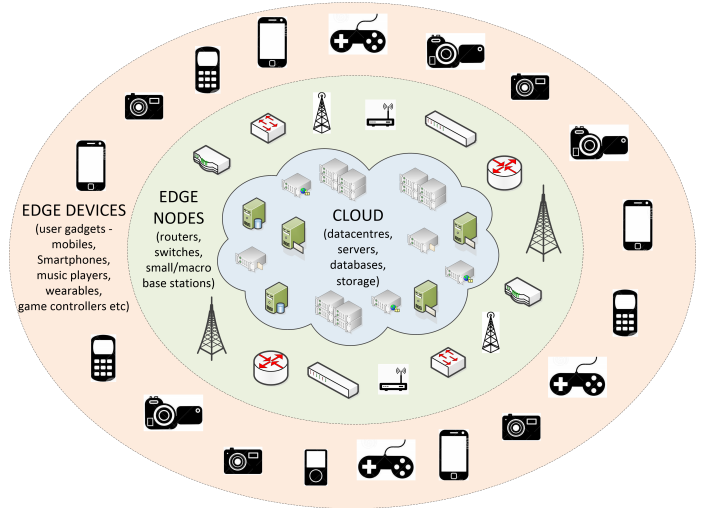 EDGE DEVICES
(user gadgets -
mobiles,
Smartphones,
music players,
wearables,
game controllers etc)
EDGE
NODES
(routers,
switches,
small/macro
base stations)
CLOUD
(datacentres,
servers,
databases,
storage)